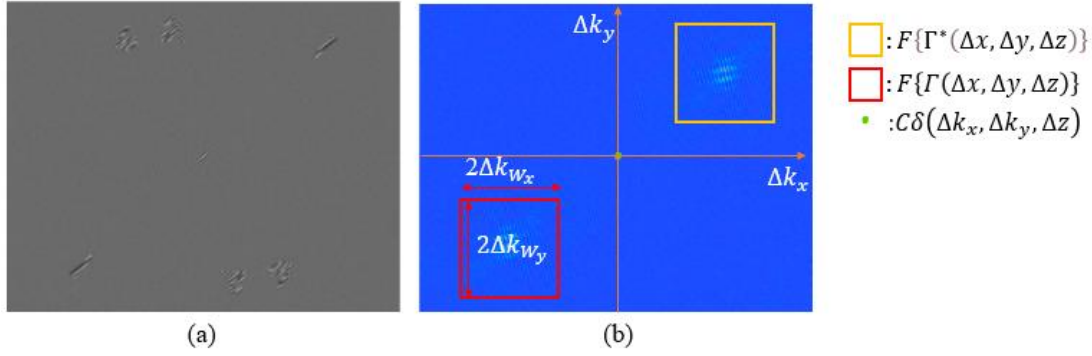 Δk_y
Δk_x
2Δk_{W_x}
2Δk_{W_y}
: F{Γ*(Δx, Δy, Δz)}
: F{Γ(Δx, Δy, Δz)}
:Cδ(Δk_x, Δk_y, Δz)
(a)
(b)